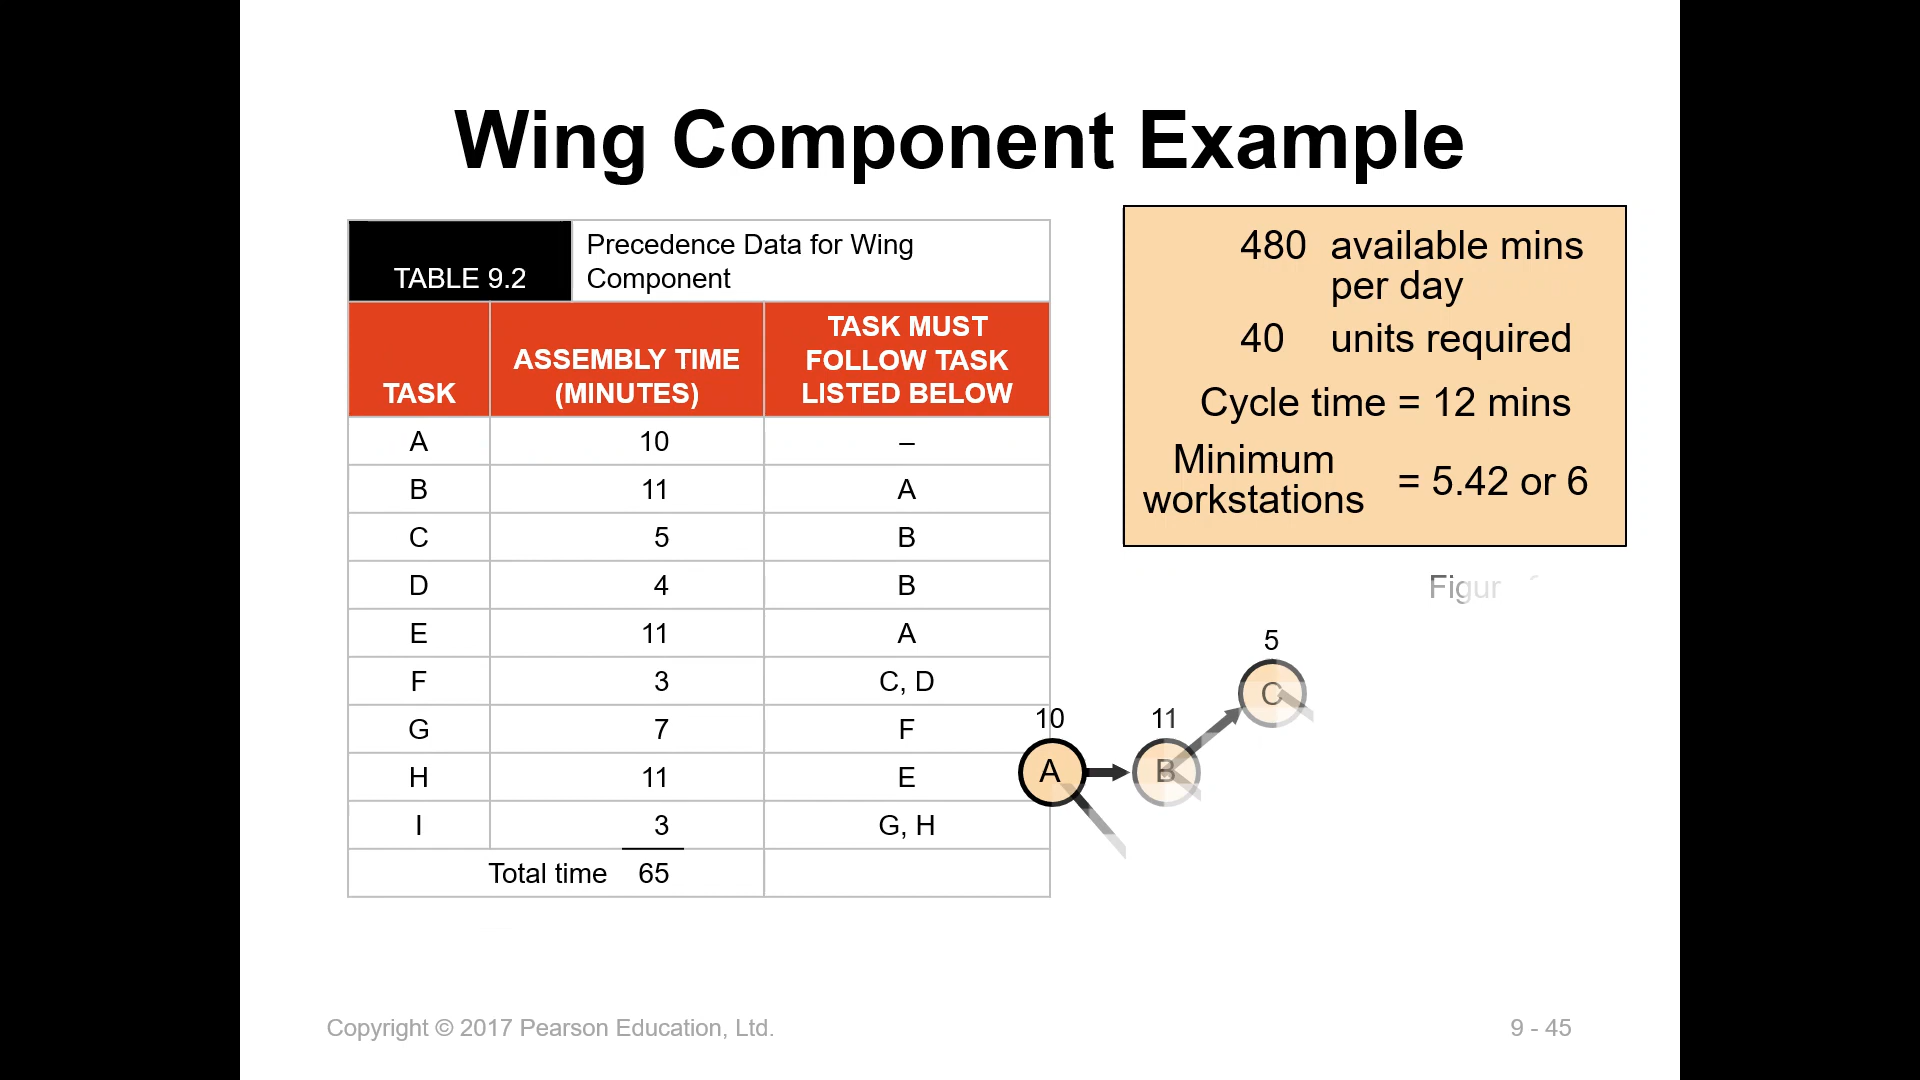 Wing Component Example
TABLE 9.2
Precedence Data for Wing
Component
TASK
ASSEMBLY TIME
(MINUTES)
TASK MUST
FOLLOW TASK
LISTED BELOW
A 10 –
B 11 A
C 5 B
D 4 B
E 11 A
F 3 C, D
G 7 F
H 11 E
I 3 G, H
Total time 65
480 available mins
per day
40 units required
Cycle time = 12 mins
Minimum
workstations
= 5.42 or 6
5
C
10
11
A
B
Copyright © 2017 Pearson Education, Ltd.
9 - 45